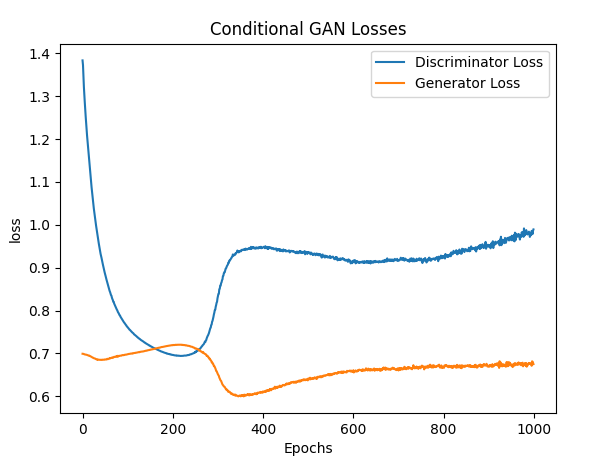 Conditional GAN Losses
Discriminator Loss
Generator Loss
loss
1.4
1.3
1.2
1.1
1.0
0.9
0.8
0.7
0.6
0 200 400 600 800 1000
Epochs